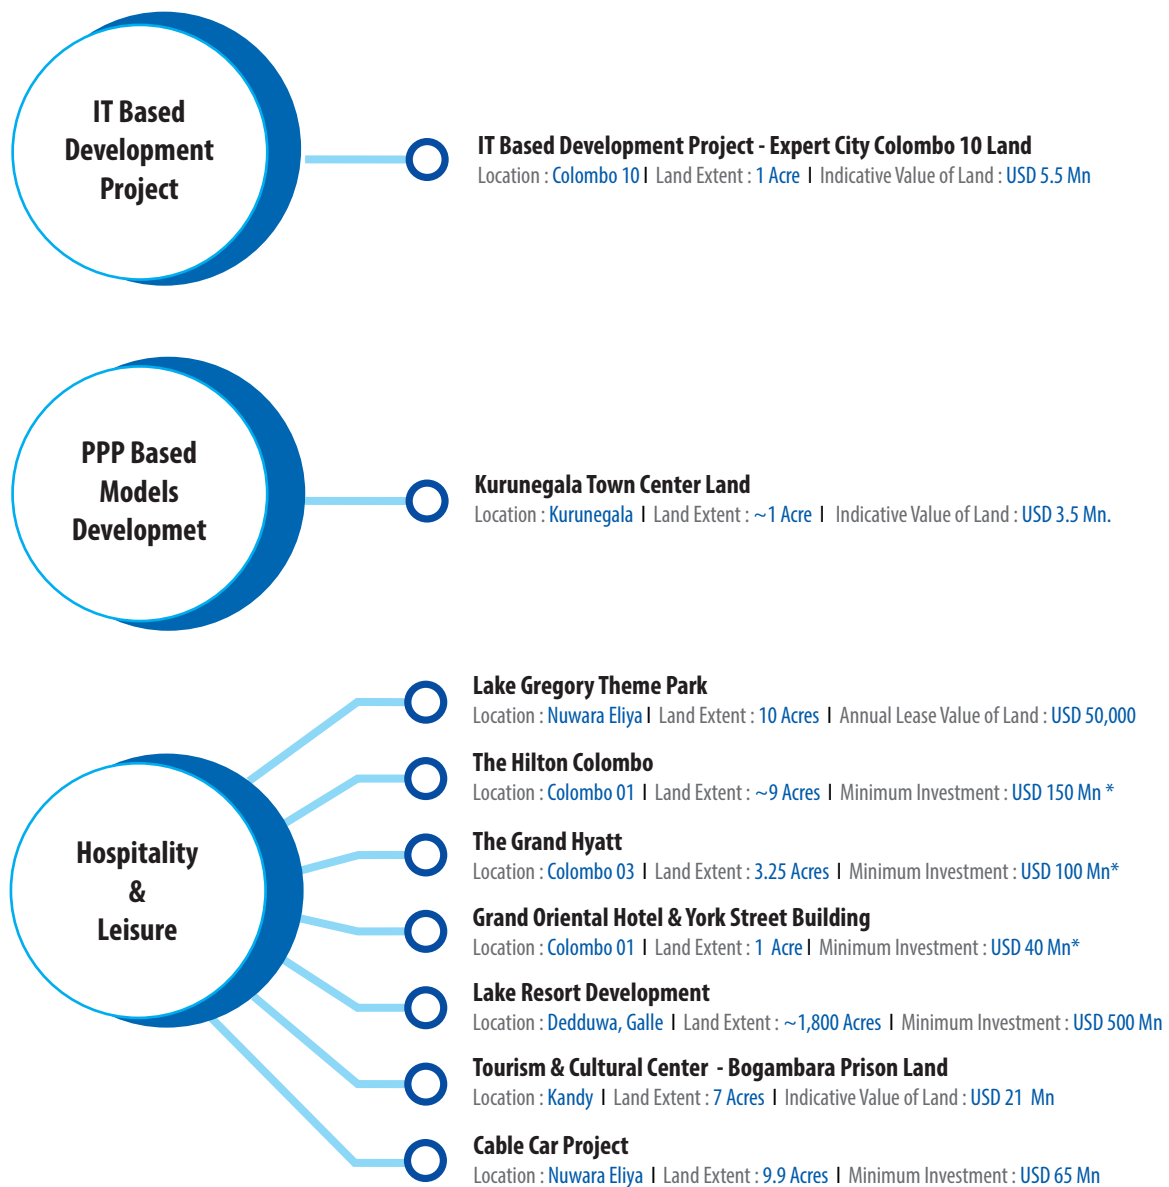 IT Based
Development
Project
IT Based Development Project - Expert City Colombo 10 Land
Location : Colombo 10 I Land Extent : 1 Acre I Indicative Value of Land : USD 5.5 Mn
PPP Based
Models
Developmet
Kurunegala Town Center Land
Location : Kurunegala I Land Extent : ~1 Acre I Indicative Value of Land : USD 3.5 Mn.
Hospitality
&
Leisure
Lake Gregory Theme Park
Location : Nuwara Eliya I Land Extent : 10 Acres I Annual Lease Value of Land : USD 50,000
The Hilton Colombo
Location : Colombo 01 I Land Extent : ~9 Acres I Minimum Investment : USD 150 Mn *
The Grand Hyatt
Location : Colombo 03 I Land Extent : 3.25 Acres I Minimum Investment : USD 100 Mn*
Grand Oriental Hotel & York Street Building
Location : Colombo 01 I Land Extent : 1 Acre I Minimum Investment : USD 40 Mn*
Lake Resort Development
Location : Dedduwa, Galle I Land Extent : ~1,800 Acres I Minimum Investment : USD 500 Mn
Tourism & Cultural Center - Bogambara Prison Land
Location : Kandy I Land Extent : 7 Acres I Indicative Value of Land : USD 21 Mn
Cable Car Project
Location : Nuwara Eliya I Land Extent : 9.9 Acres I Minimum Investment : USD 65 Mn